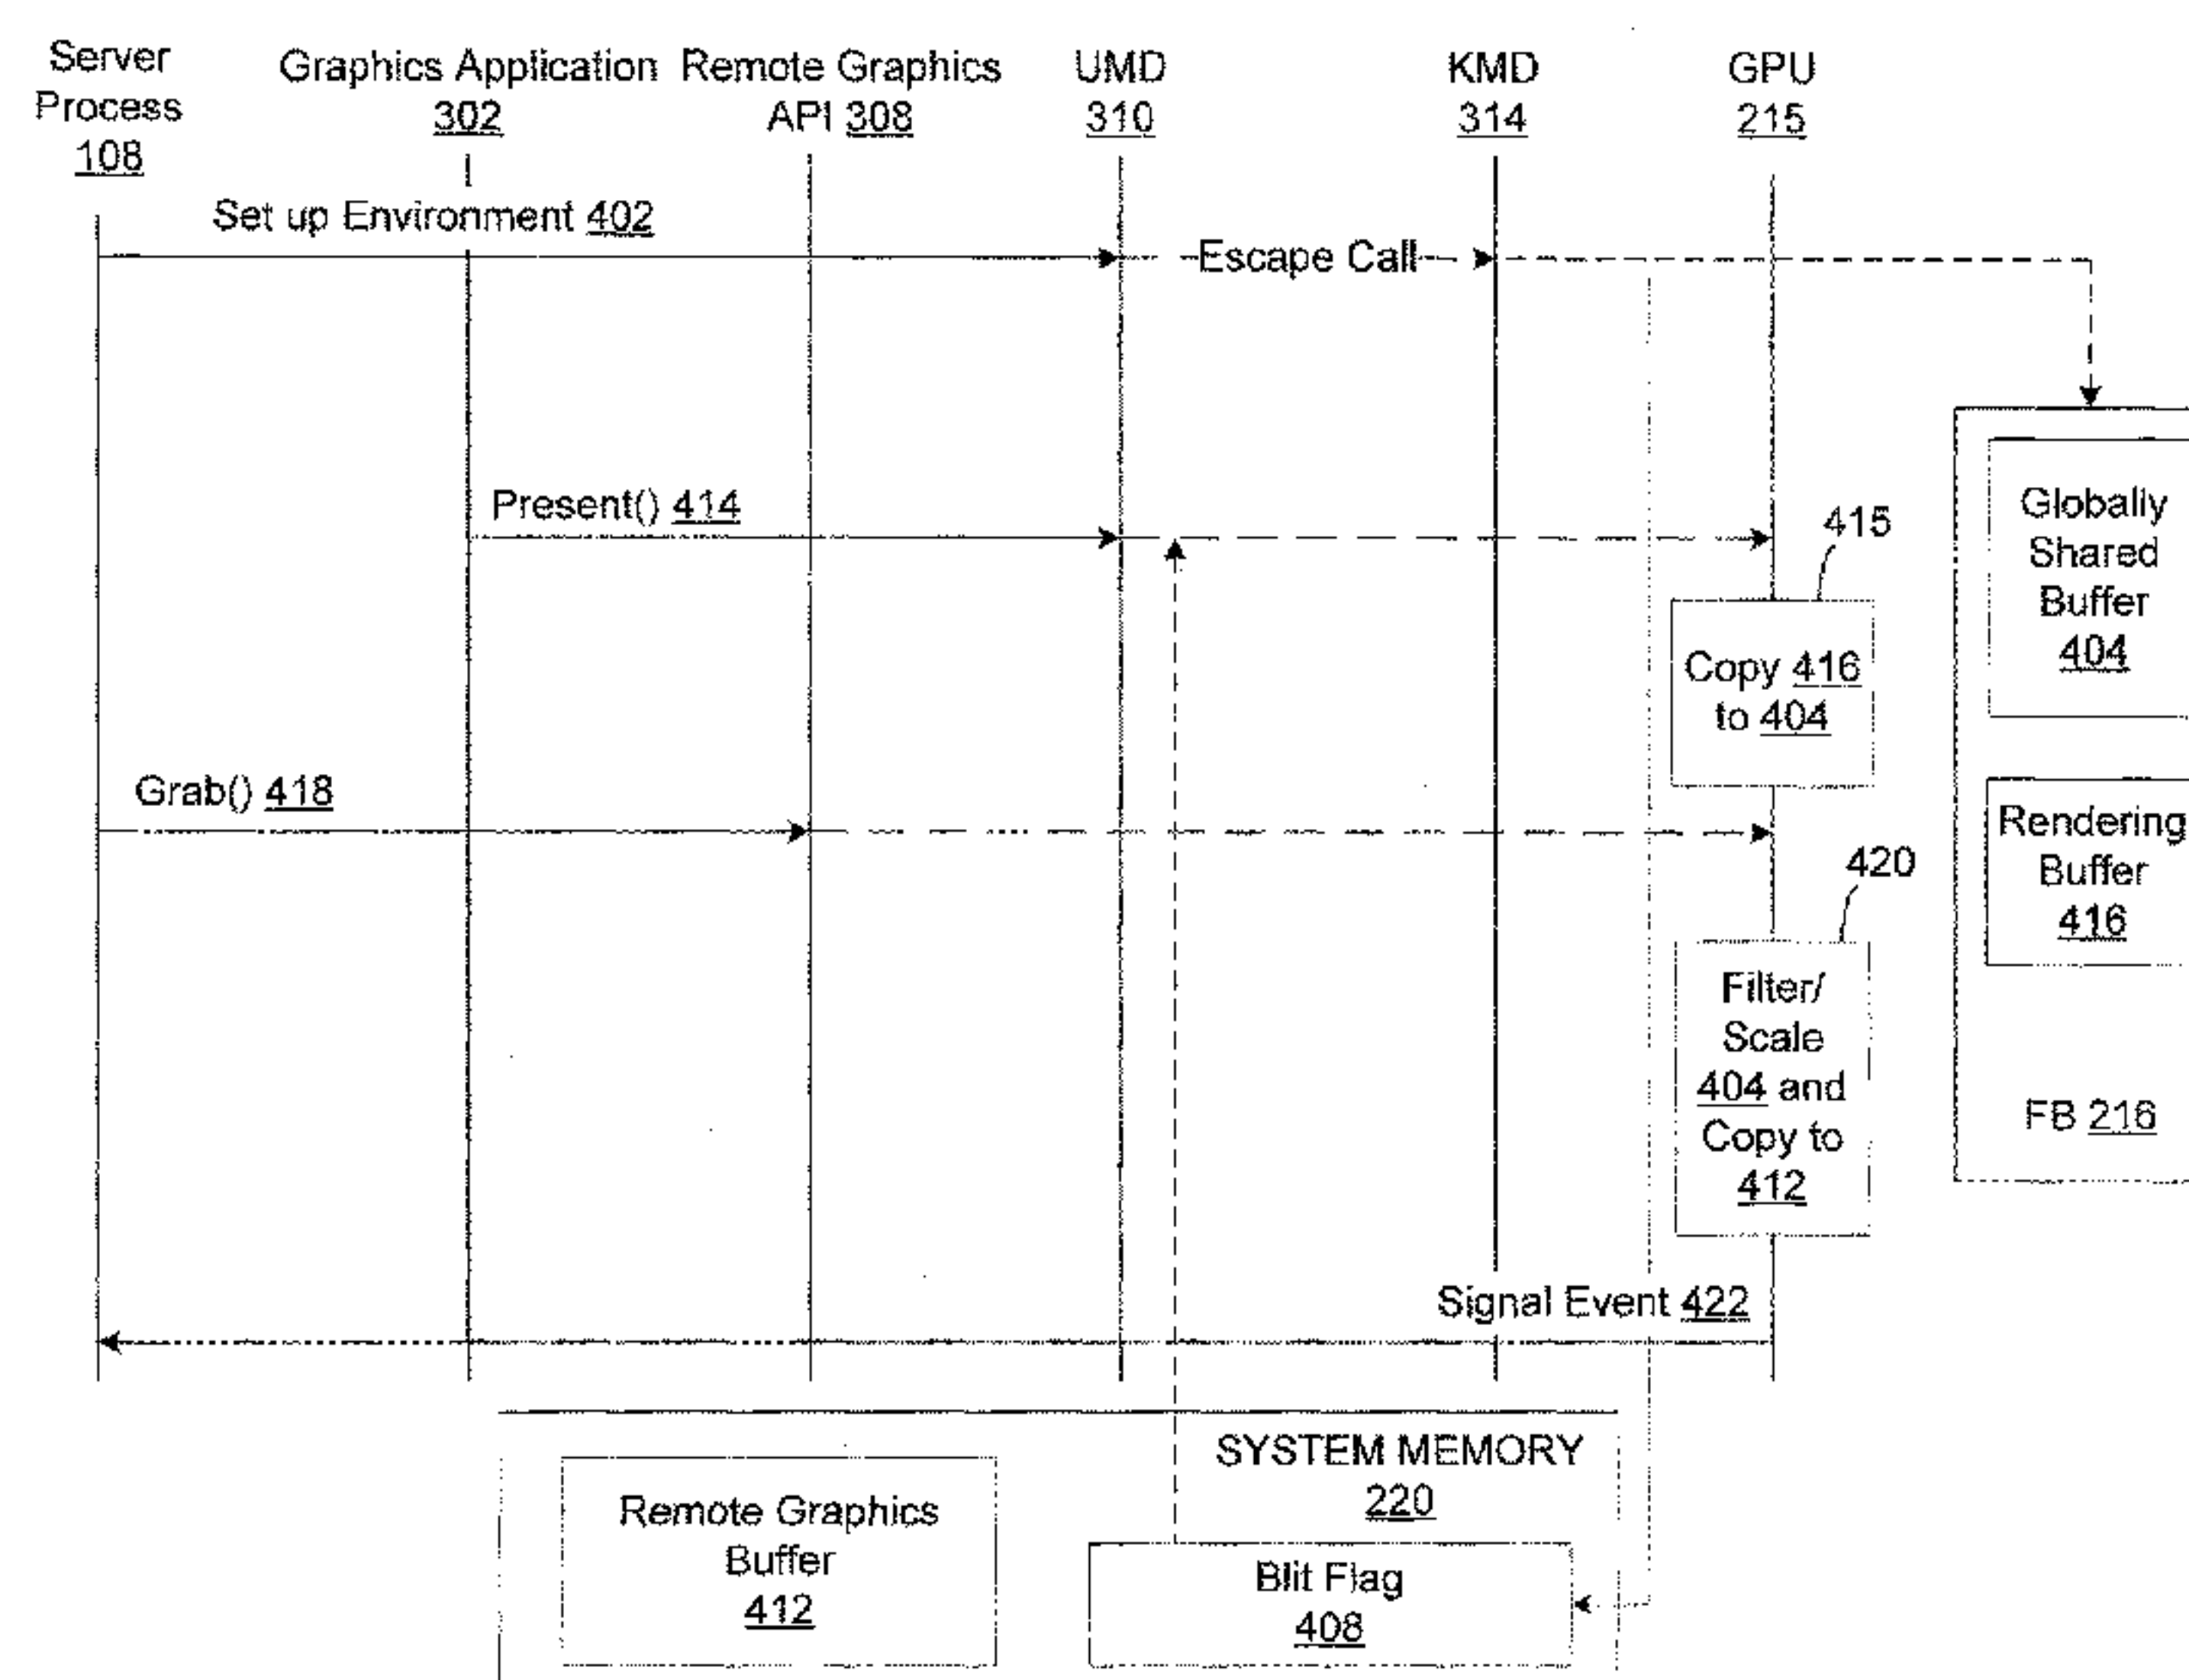 Server
Process
108
Graphics Application
302
Remote Graphics
API 308
UMD
310
KMD
314
GPU
215
Set up Environment 402
Escape Call
Present() 414
415
Copy 416
to 404
Globally
Shared
Buffer
404
Grab() 418
Rendering
Buffer
416
420
Filter/
Scale
404 and
Copy to
412
FB 216
Signal Event 422
SYSTEM MEMORY
220
Remote Graphics
Buffer
412
Blit Flag
408